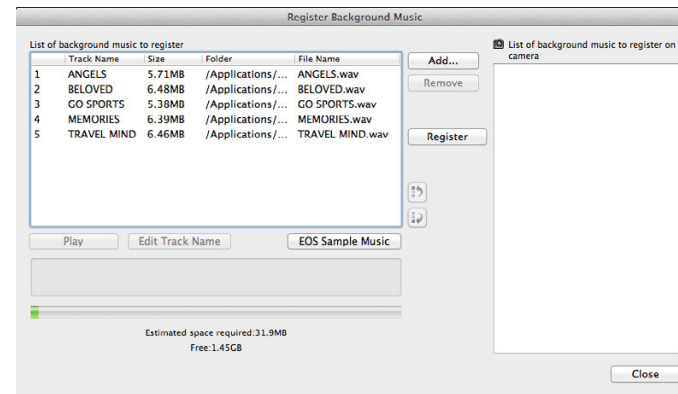 Register Background Music
List of background music to register
Track Name Size Folder File Name
1 ANGELS 5.71MB /Applications/... ANGELS.wav
2 BELOVED 6.48MB /Applications/... BELOVED.wav
3 GO SPORTS 5.38MB /Applications/... GO SPORTS.wav
4 MEMORIES 6.39MB /Applications/... MEMORIES.wav
5 TRAVEL MIND 6.46MB /Applications/... TRAVEL MIND.wav
Add...
Remove
Register
Play Edit Track Name EOS Sample Music
Estimated space required:31.9MB
Free:1.45GB
List of background music to register on
camera
Close